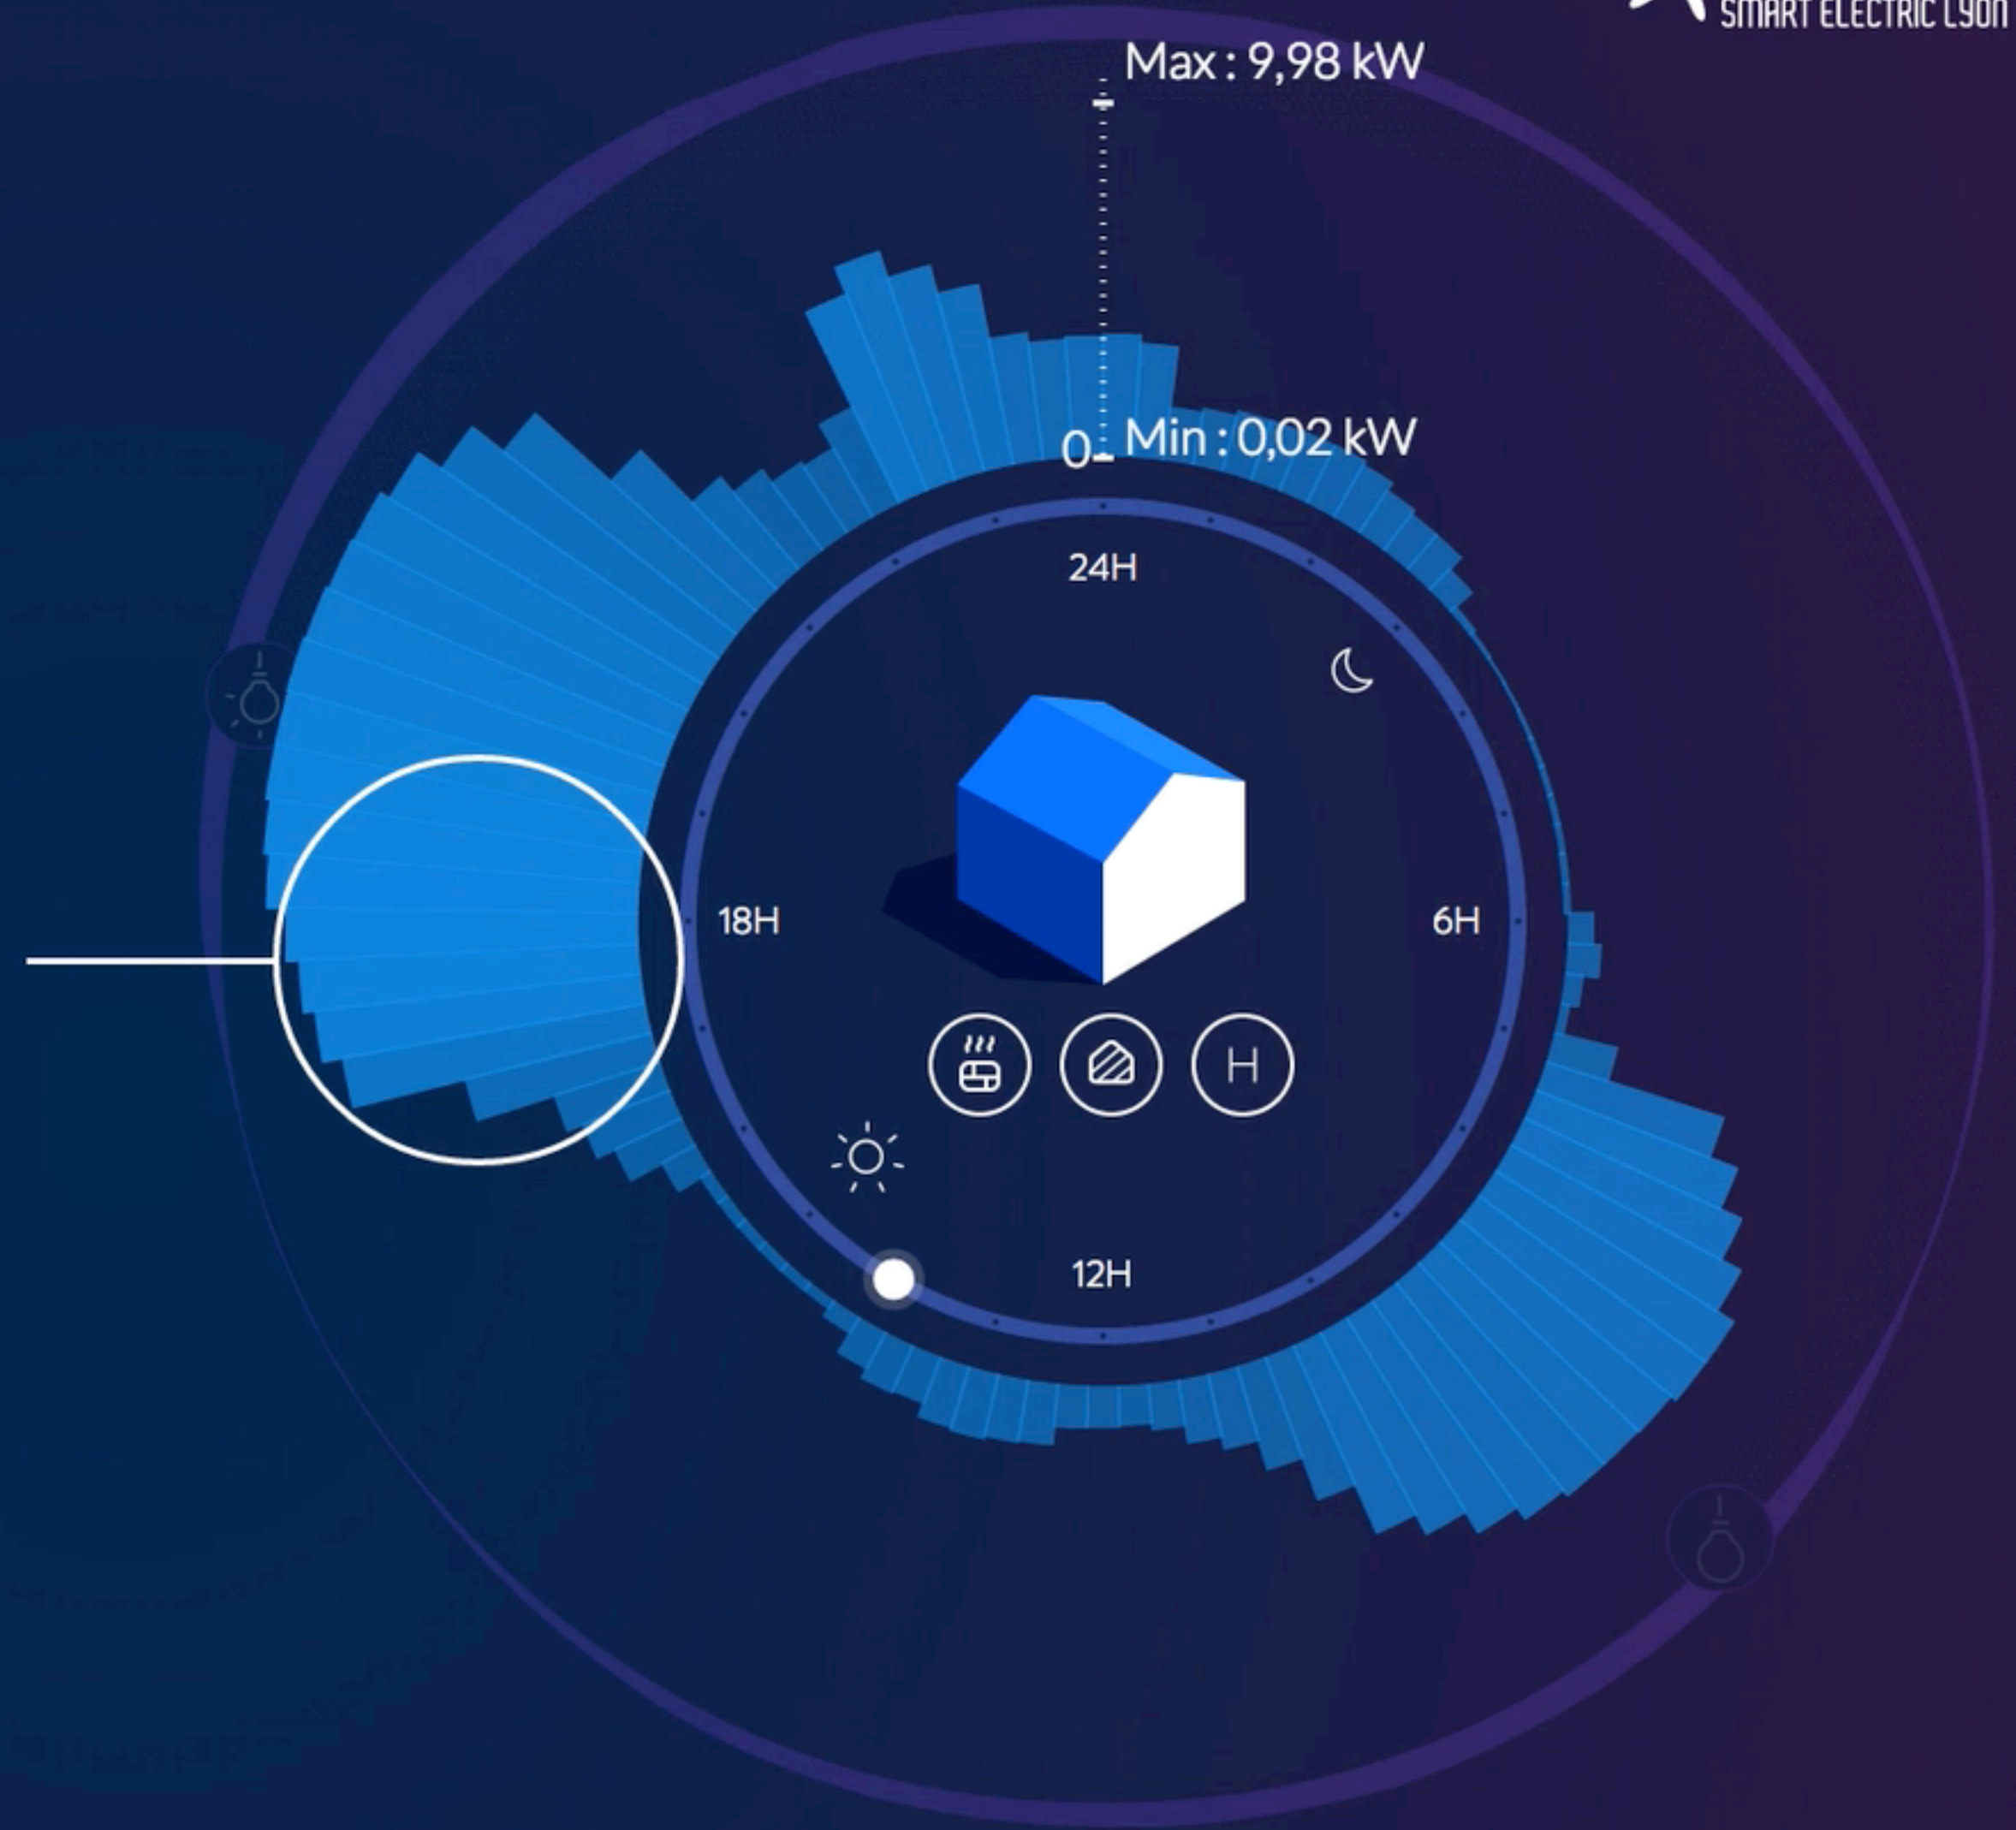 SMART ELECTRIC LYON
Max : 9,98 kW
0
Min : 0,02 kW
24H
18H
6H
H
12H